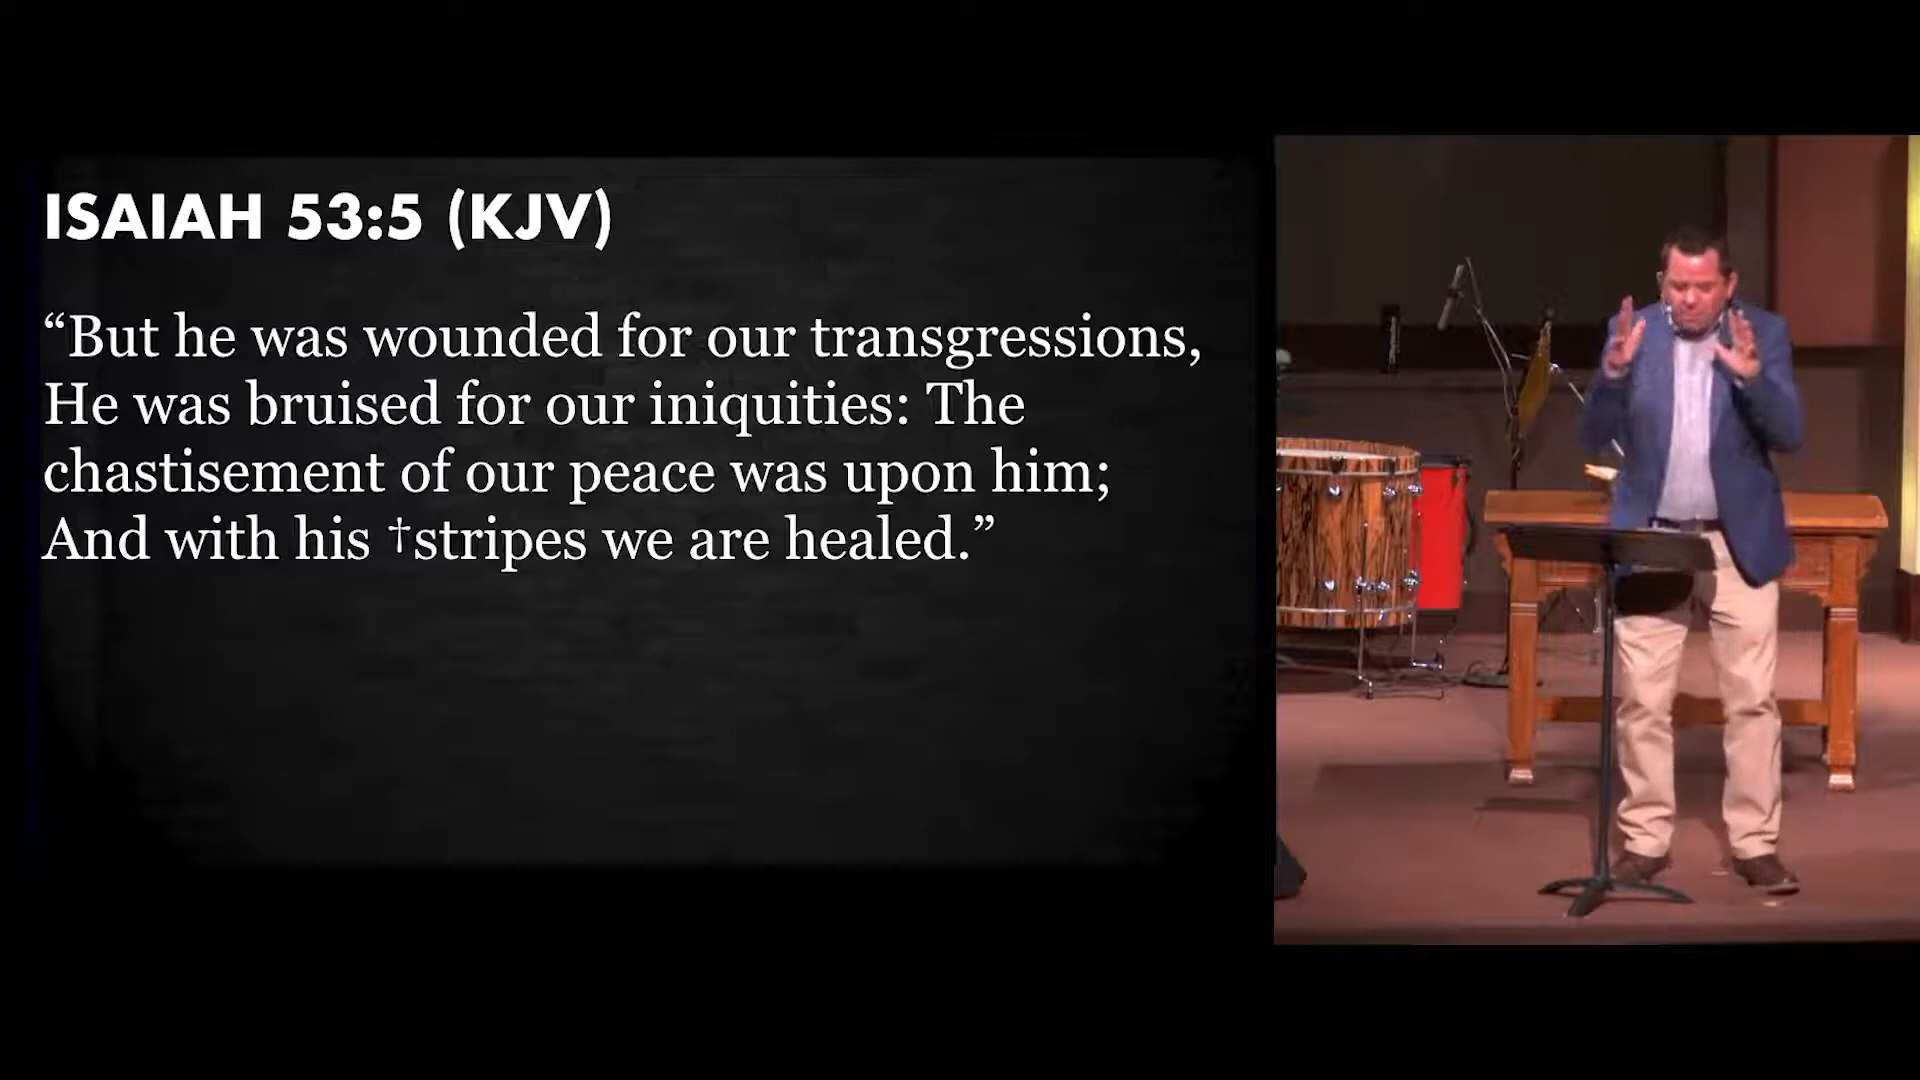 ISAIAH 53:5 (KJV)
“But he was wounded for our transgressions,
He was bruised for our iniquities: The
chastisement of our peace was upon him;
And with his †stripes we are healed.”